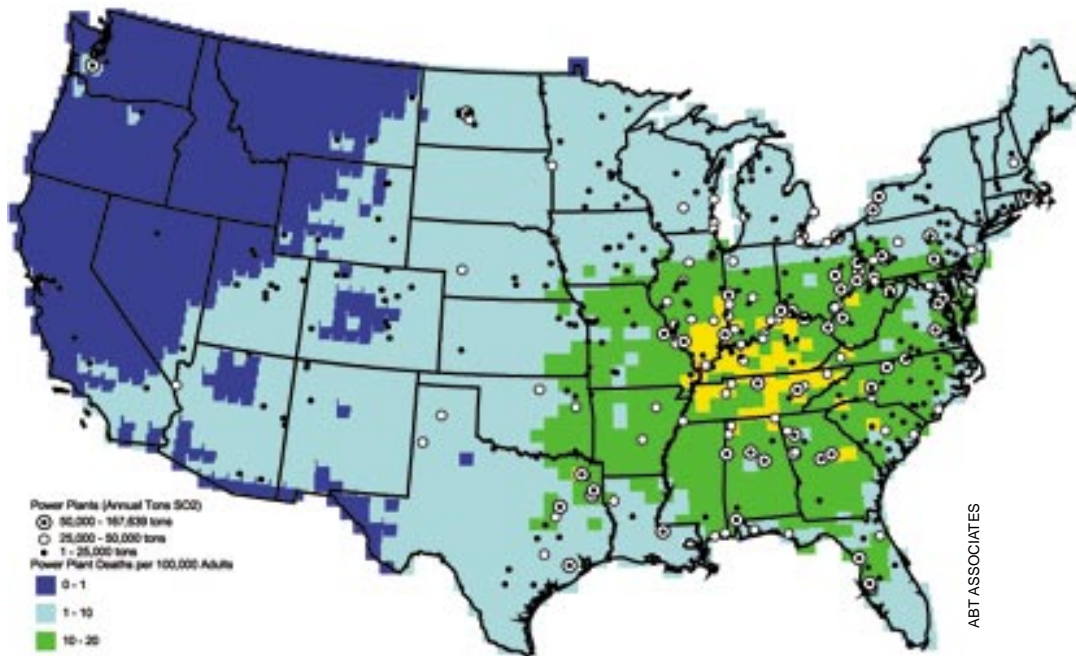 Power Plants (Annual Tons SO2)
50,000 - 167,639 tons
25,000 - 50,000 tons
1 - 25,000 tons
Power Plant Deaths per 100,000 Adults
0 - 1
1 - 10
10 - 20
ABT ASSOCIATES